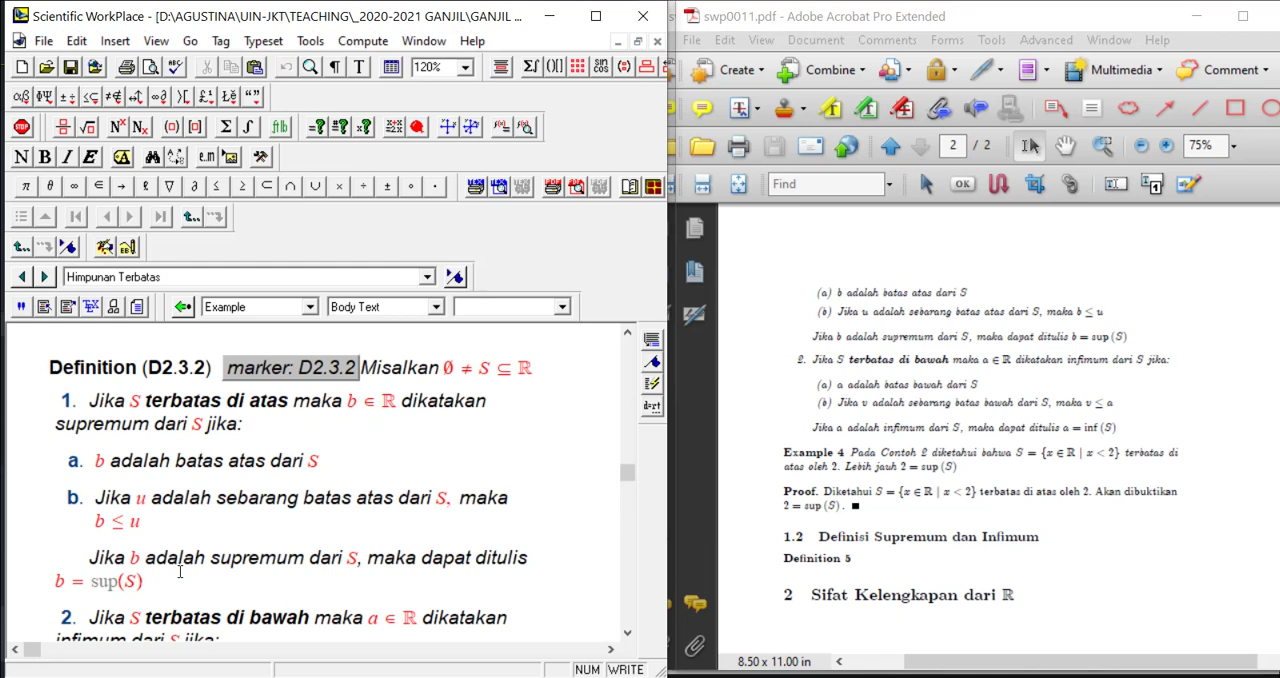 Scientific WorkPlace - [D:\AGUSTINA\UIN-JKT\TEACHING\_2020-2021 GANJIL\GANJIL ...
File Edit Insert View Go Tag Typeset Tools Compute Window Help
120%
Himpunan Terbatas
Example
Body Text
Definition (D2.3.2) marker: D2.3.2 Misalkan ∅ ≠ S ⊆ ℝ
1. Jika S terbatas di atas maka b ∈ ℝ dikatakan
supremum dari S jika:
a. b adalah batas atas dari S
b. Jika u adalah sebarang batas atas dari S, maka
b ≤ u
Jika b adalah supremum dari S, maka dapat ditulis
b = sup(S)
2. Jika S terbatas di bawah maka a ∈ ℝ dikatakan
infimum dari S jika:
NUM WRITE
swp0011.pdf - Adobe Acrobat Pro Extended
File Edit View Document Comments Forms Tools Advanced Window Help
Create Combine Multimedia Comment
2 / 2
75%
Find
OK
(a) b adalah batas atas dari S
(b) Jika u adalah sebarang batas atas dari S, maka b ≤ u
Jika b adalah supremum dari S, maka dapat ditulis b = sup (S)
2. Jika S terbatas di bawah maka a ∈ ℝ dikatakan infimum dari S jika:
(a) a adalah batas bawah dari S
(b) Jika v adalah sebarang batas bawah dari S, maka v ≤ a
Jika a adalah infimum dari S, maka dapat ditulis a = inf (S)
Example 4 Pada Contoh 2 diketahui bahwa S = {x ∈ ℝ | x < 2} terbatas di
atas oleh 2. Lebih jauh 2 = sup (S)
Proof. Diketahui S = {x ∈ ℝ | x < 2} terbatas di atas oleh 2. Akan dibuktikan
2 = sup (S) . ■
1.2 Definisi Supremum dan Infimum
Definition 5
2 Sifat Kelengkapan dari ℝ
8.50 x 11.00 in